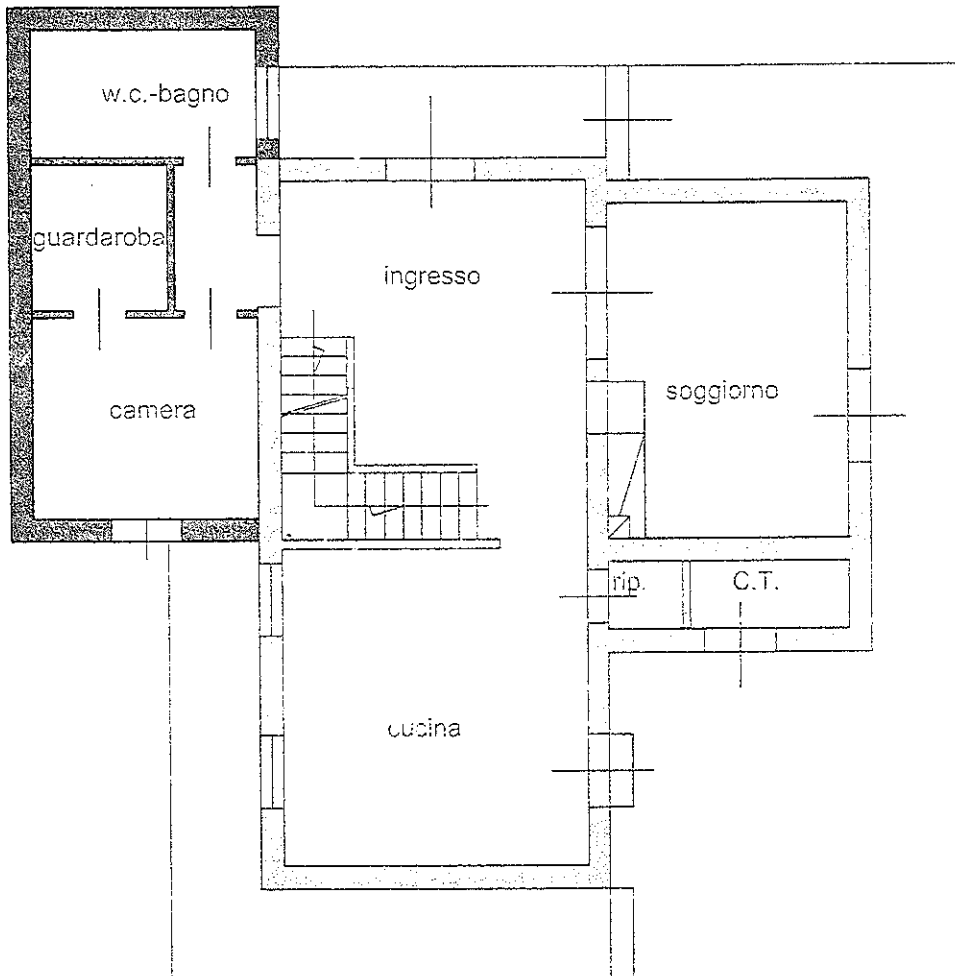 w.c.-bagno
guardaroba
ingresso
camera
soggiorno
rip.
C.T.
cucina